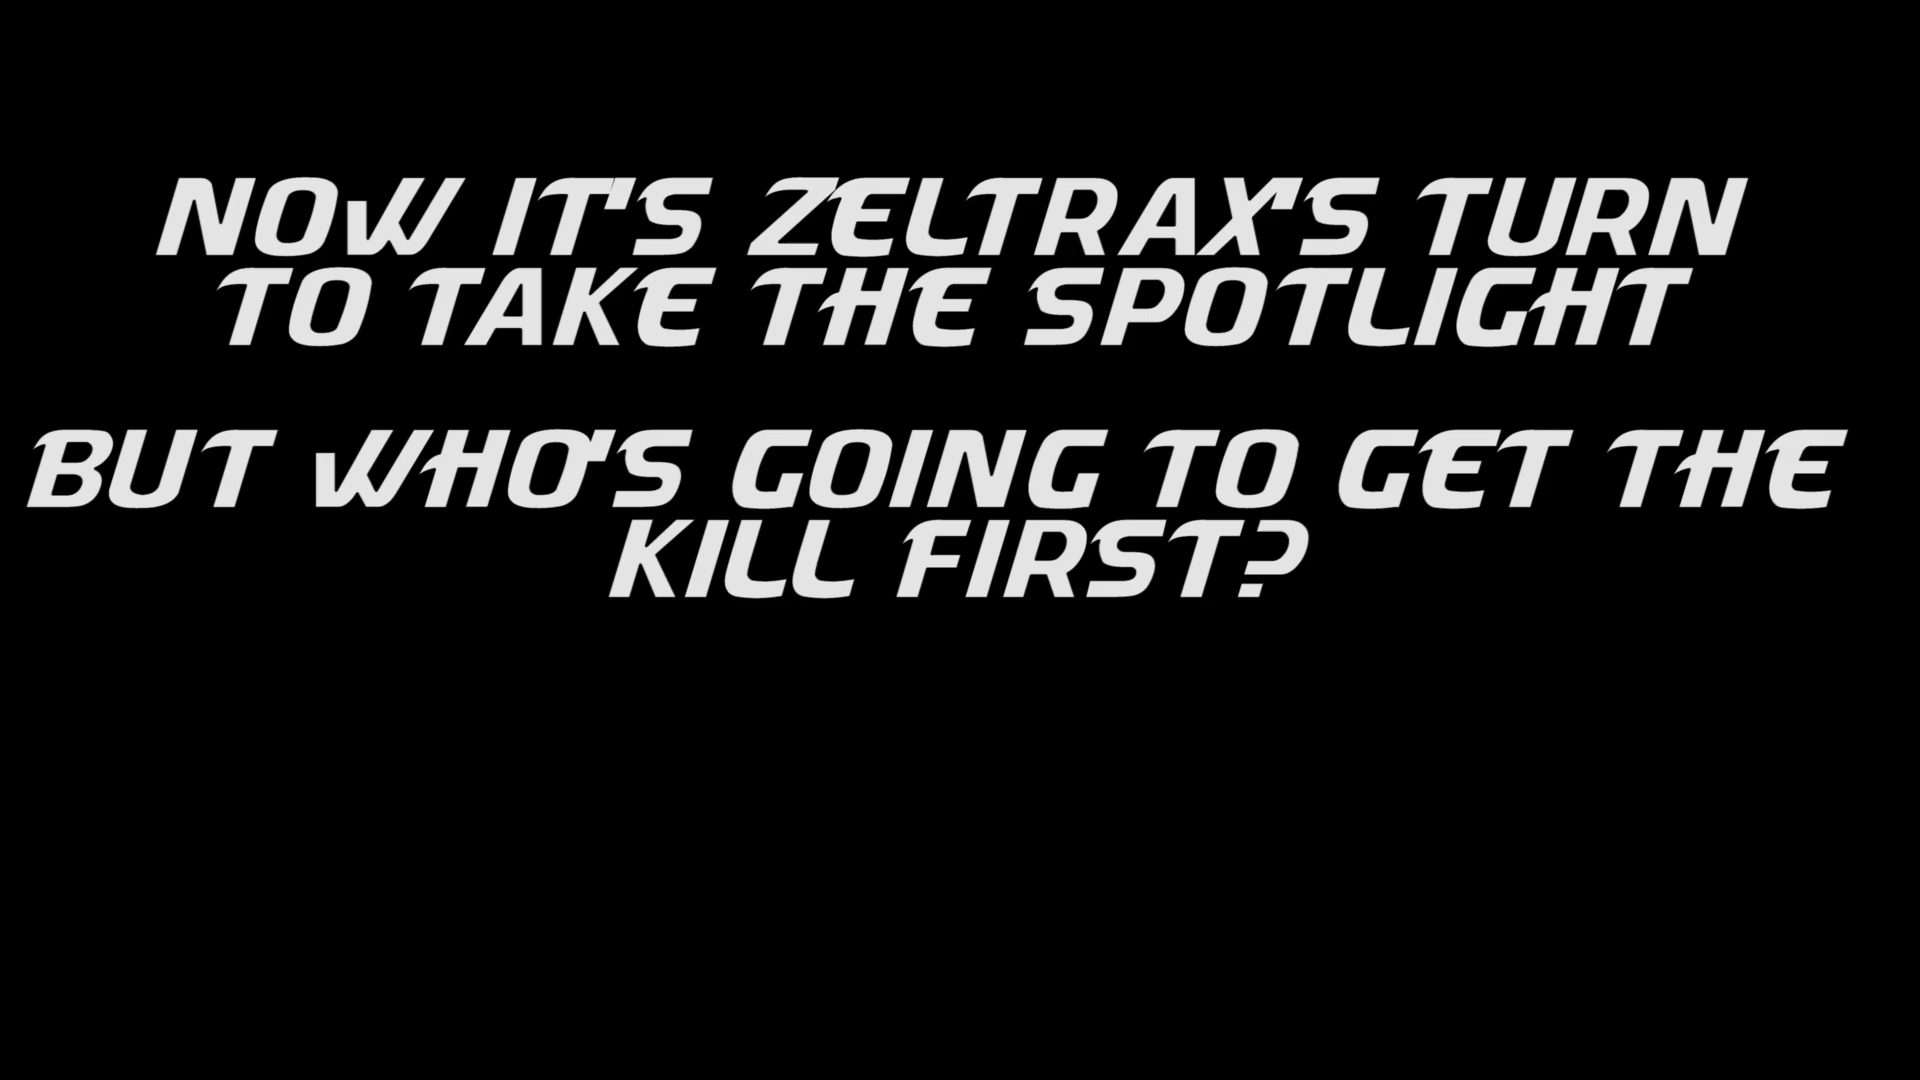 NOW IT'S ZELTRAX'S TURN
TO TAKE THE SPOTLIGHT
BUT WHO'S GOING TO GET THE
KILL FIRST?